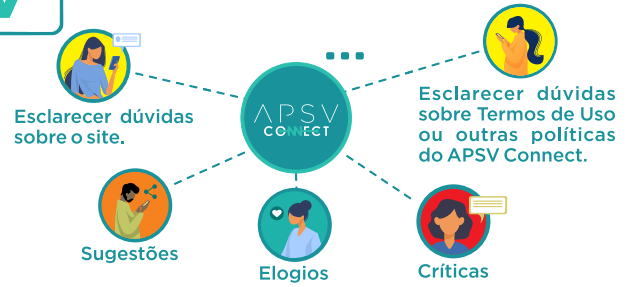 Esclarecer dúvidas
sobre o site.
APSV
CONNECT
Esclarecer dúvidas
sobre Termos de Uso
ou outras políticas
do APSV Connect.
Sugestões
Elogios
Críticas